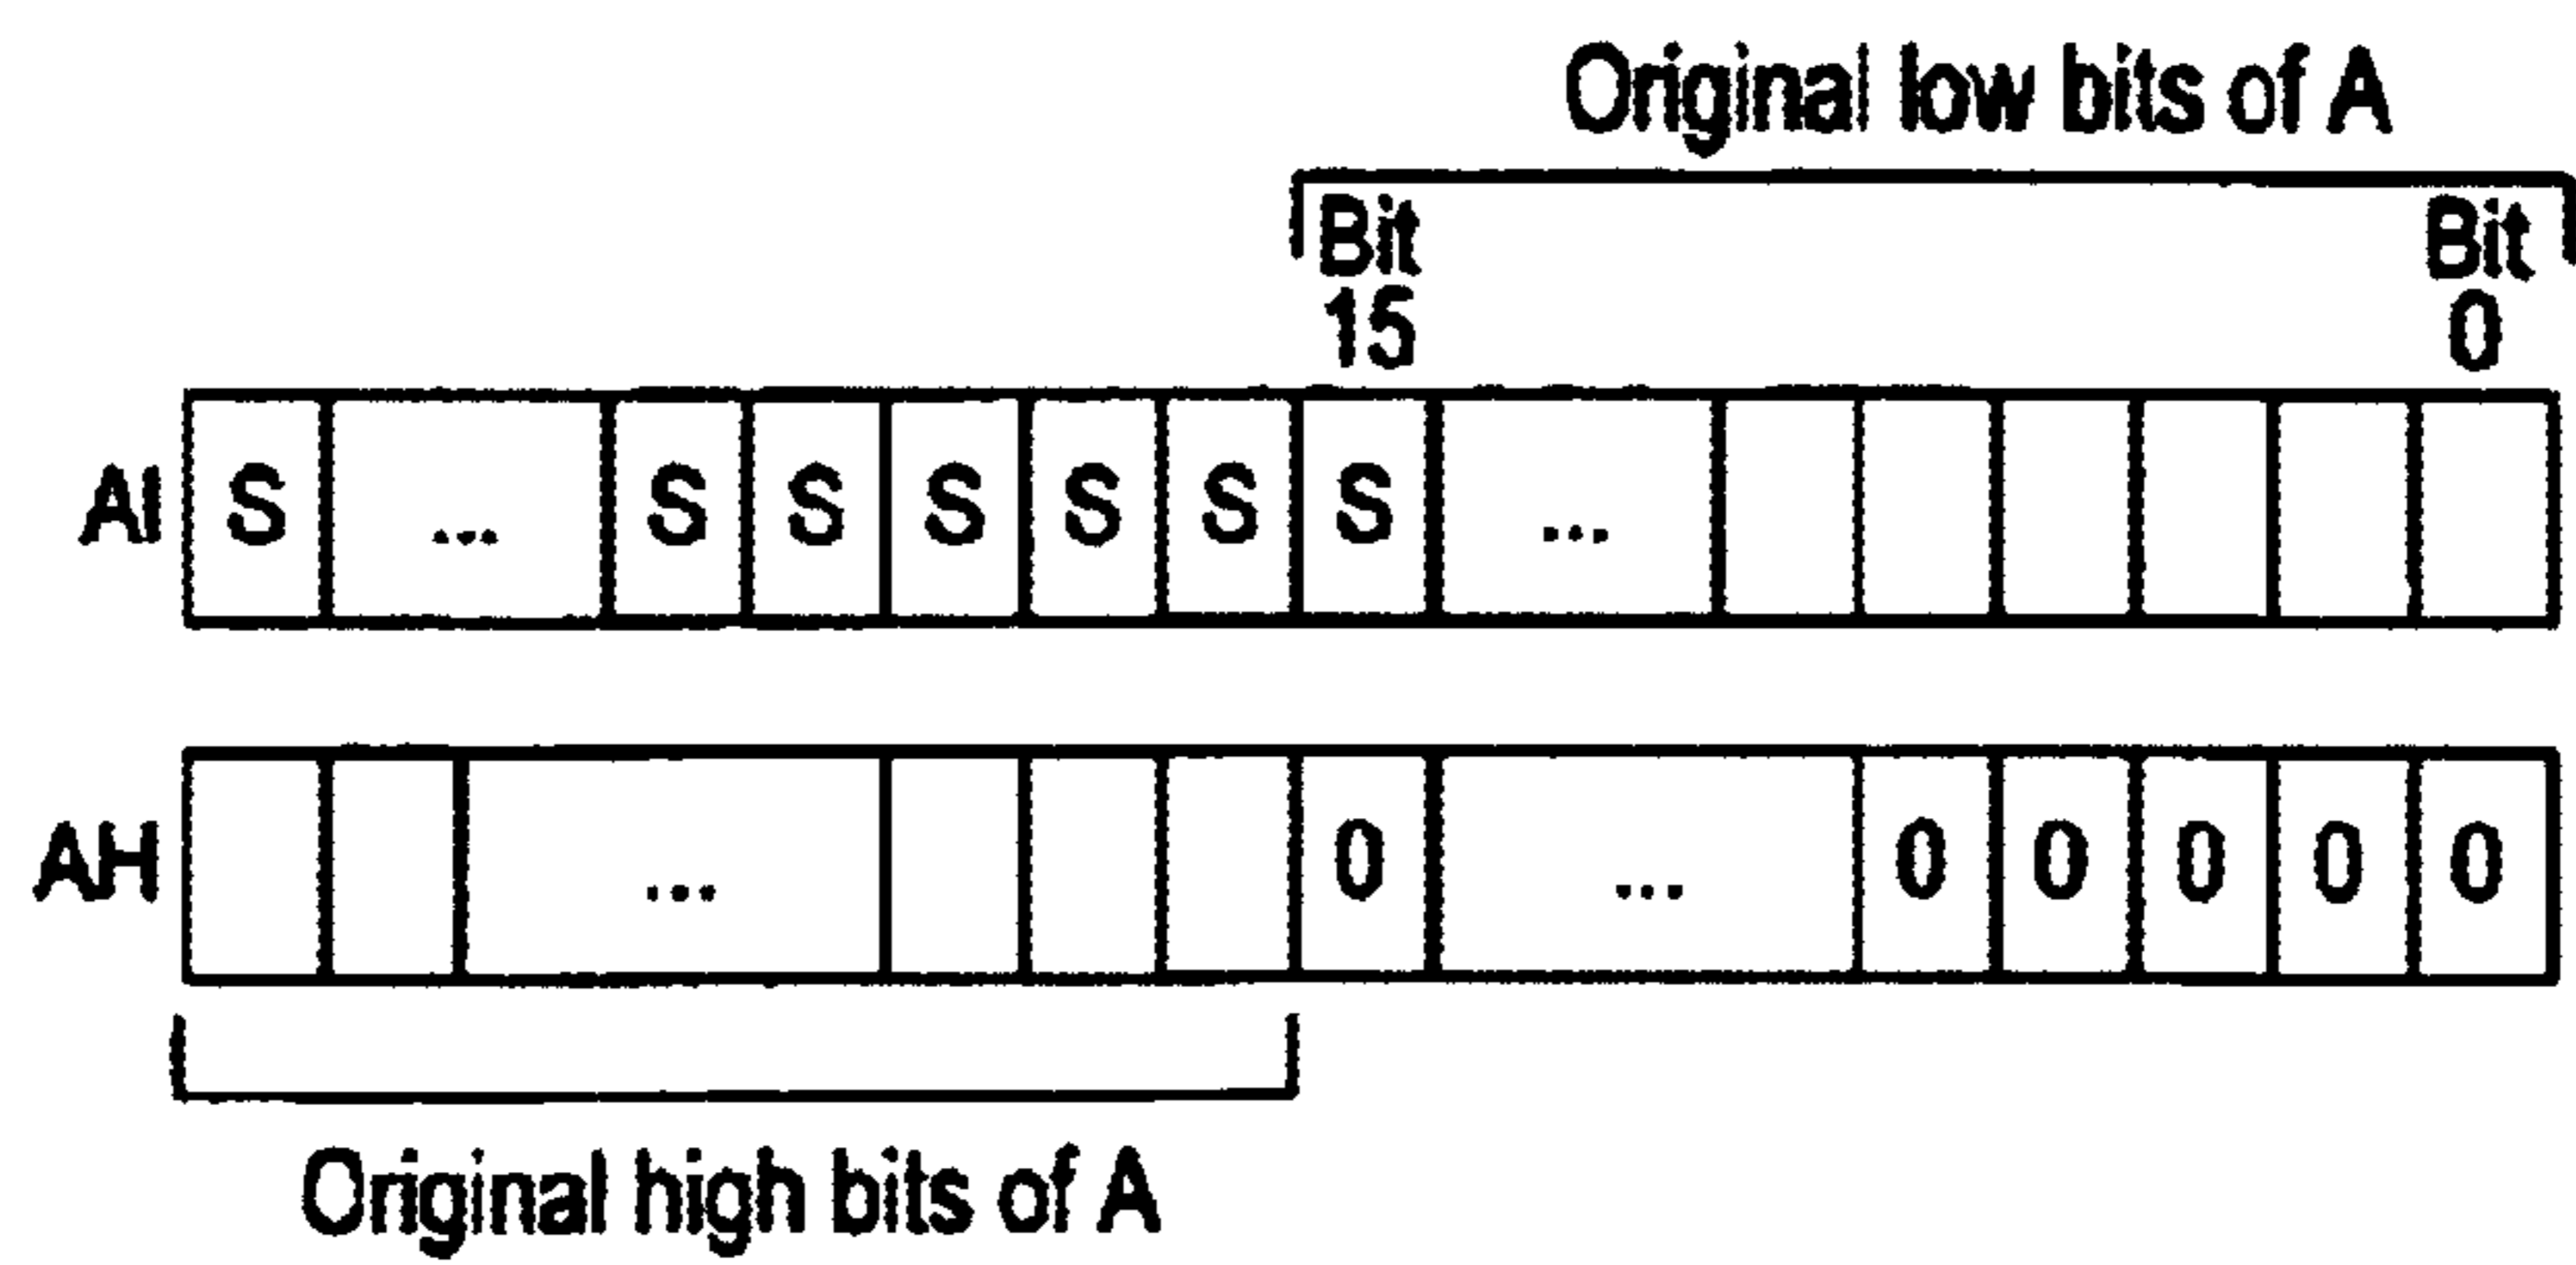 Original low bits of A
Bit Bit
15 0
Al S ... S S S S S S ...
AH ... 0 ... 0 0 0 0 0
Original high bits of A